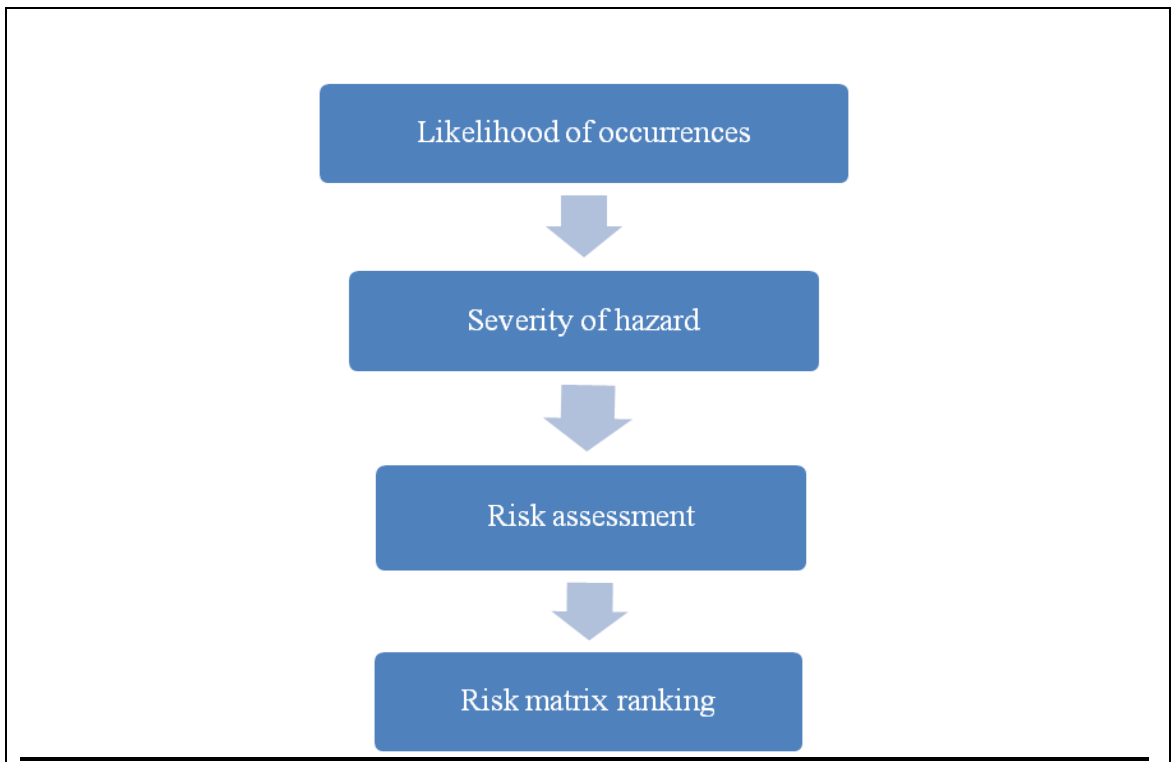 Likelihood of occurrences
Severity of hazard
Risk assessment
Risk matrix ranking